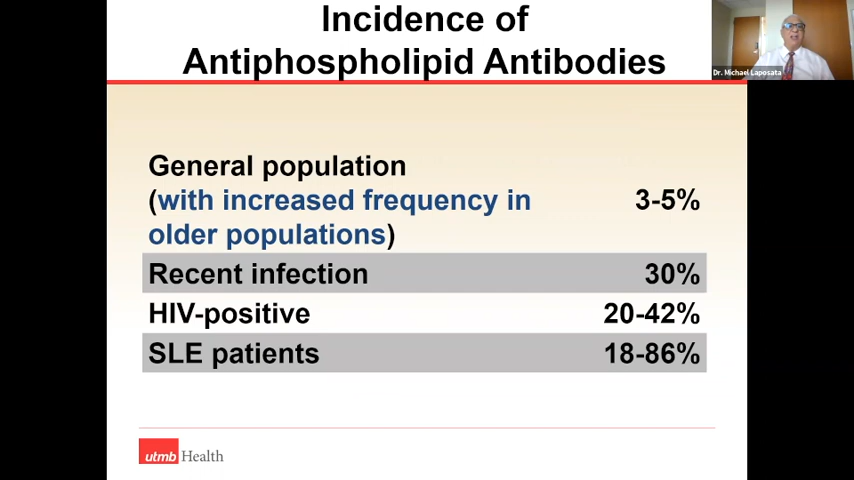 Incidence of
Antiphospholipid Antibodies
Dr. Michael Laposata
General population
(with increased frequency in 3-5%
older populations)
Recent infection 30%
HIV-positive 20-42%
SLE patients 18-86%
utmb Health